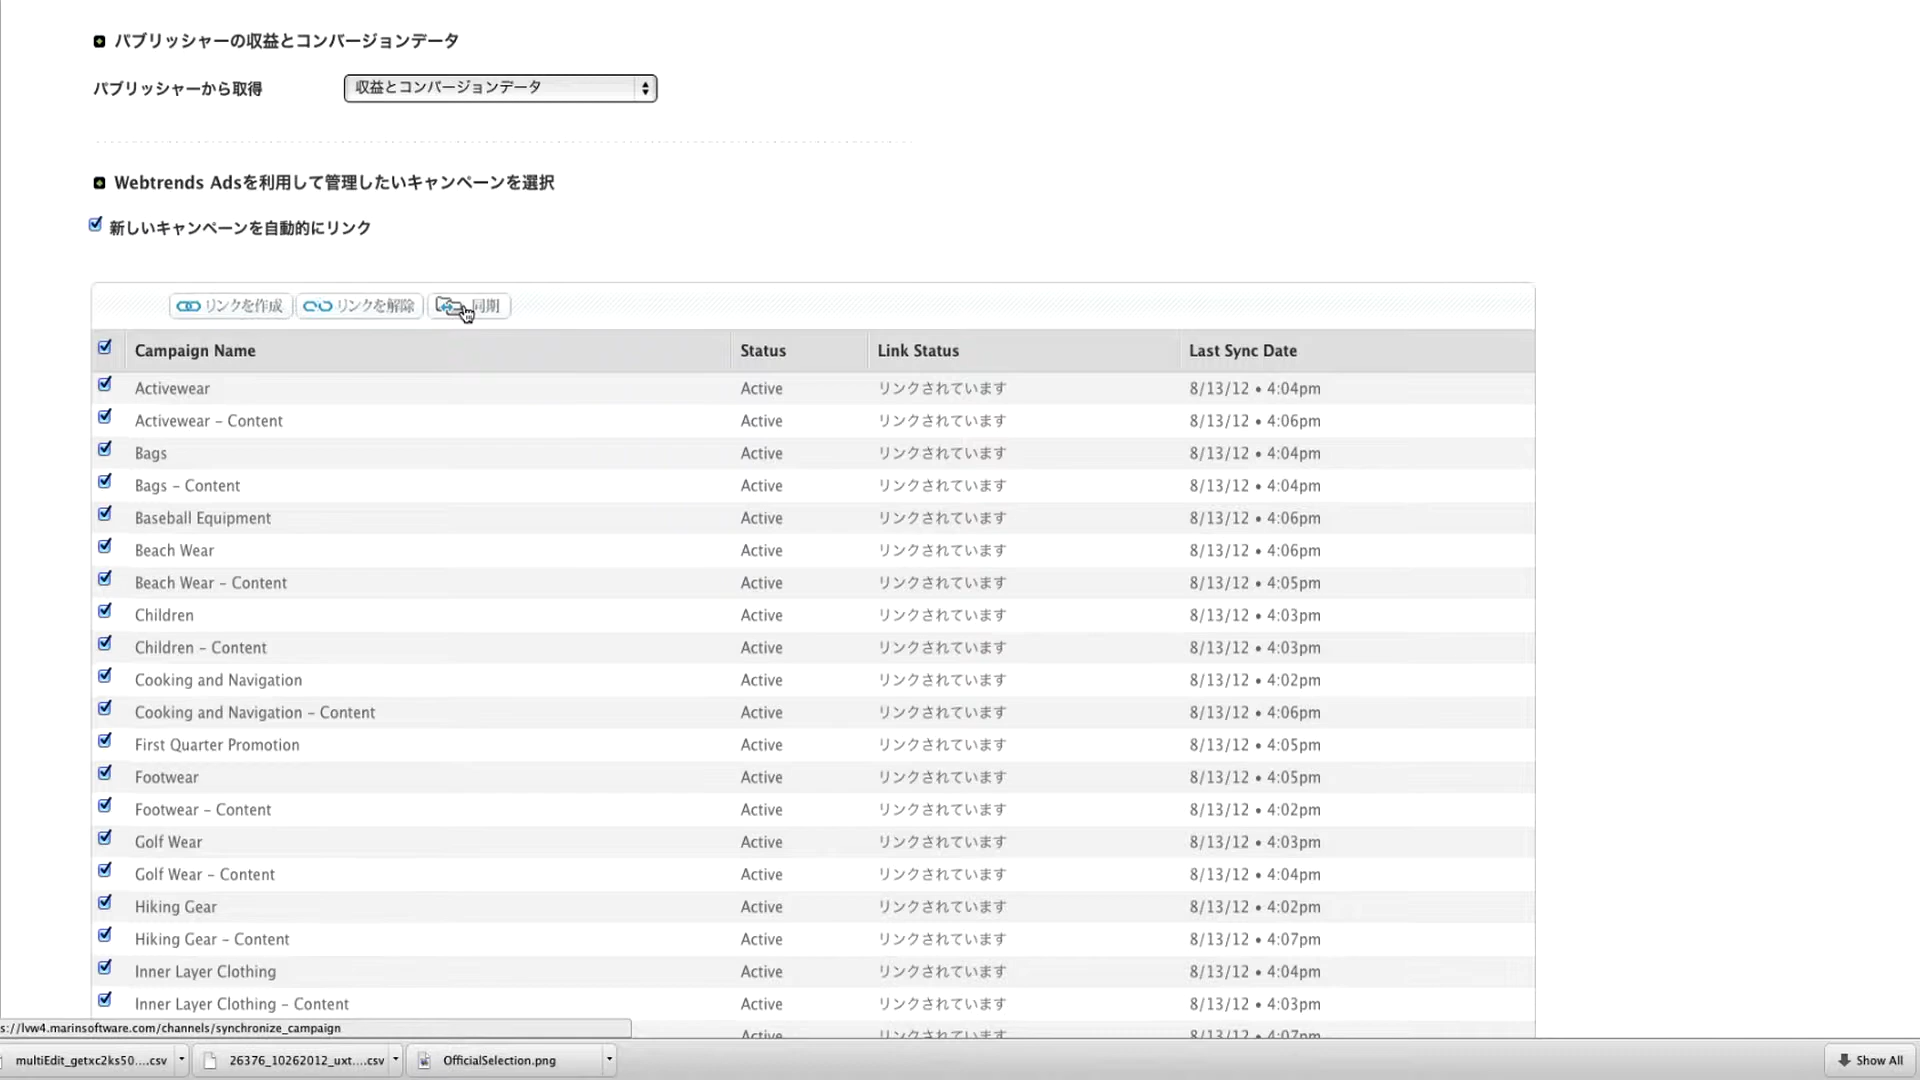 パブリッシャーの収益とコンバージョンデータ
パブリッシャーから取得 収益とコンバージョンデータ
Webtrends Adsを利用して管理したいキャンペーンを選択
新しいキャンペーンを自動的にリンク
リンクを作成 リンクを解除 同期
Campaign Name Status Link Status Last Sync Date
Activewear Active リンクされています 8/13/12 • 4:04pm
Activewear – Content Active リンクされています 8/13/12 • 4:06pm
Bags Active リンクされています 8/13/12 • 4:04pm
Bags – Content Active リンクされています 8/13/12 • 4:04pm
Baseball Equipment Active リンクされています 8/13/12 • 4:06pm
Beach Wear Active リンクされています 8/13/12 • 4:06pm
Beach Wear – Content Active リンクされています 8/13/12 • 4:05pm
Children Active リンクされています 8/13/12 • 4:03pm
Children – Content Active リンクされています 8/13/12 • 4:03pm
Cooking and Navigation Active リンクされています 8/13/12 • 4:02pm
Cooking and Navigation – Content Active リンクされています 8/13/12 • 4:06pm
First Quarter Promotion Active リンクされています 8/13/12 • 4:05pm
Footwear Active リンクされています 8/13/12 • 4:05pm
Footwear – Content Active リンクされています 8/13/12 • 4:02pm
Golf Wear Active リンクされています 8/13/12 • 4:03pm
Golf Wear – Content Active リンクされています 8/13/12 • 4:04pm
Hiking Gear Active リンクされています 8/13/12 • 4:02pm
Hiking Gear – Content Active リンクされています 8/13/12 • 4:07pm
Inner Layer Clothing Active リンクされています 8/13/12 • 4:04pm
Inner Layer Clothing – Content Active リンクされています 8/13/12 • 4:03pm
Active リンクされています 8/13/12 • 4:07pm
s://lvw4.marinsoftware.com/channels/synchronize_campaign
multiEdit_getxc2ks50....csv 26376_10262012_uxt....csv OfficialSelection.png Show All